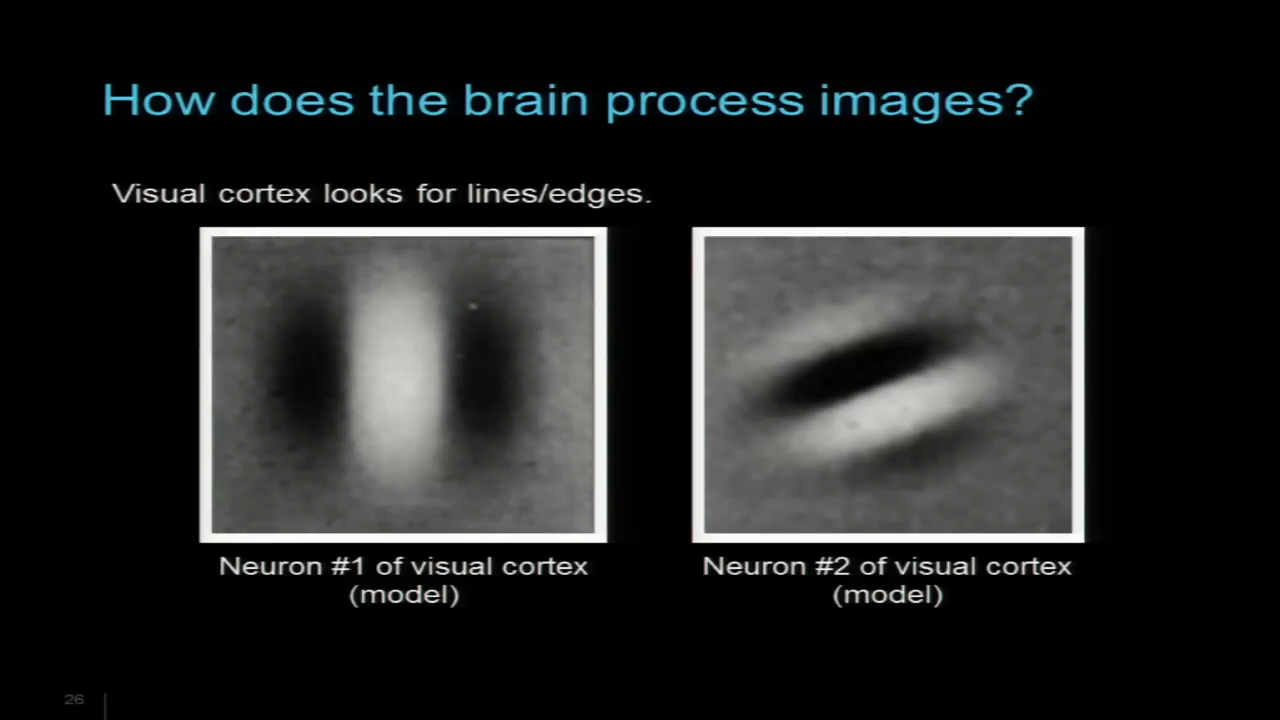 How does the brain process images?
Visual cortex looks for lines/edges.
Neuron #1 of visual cortex
(model)
Neuron #2 of visual cortex
(model)
26